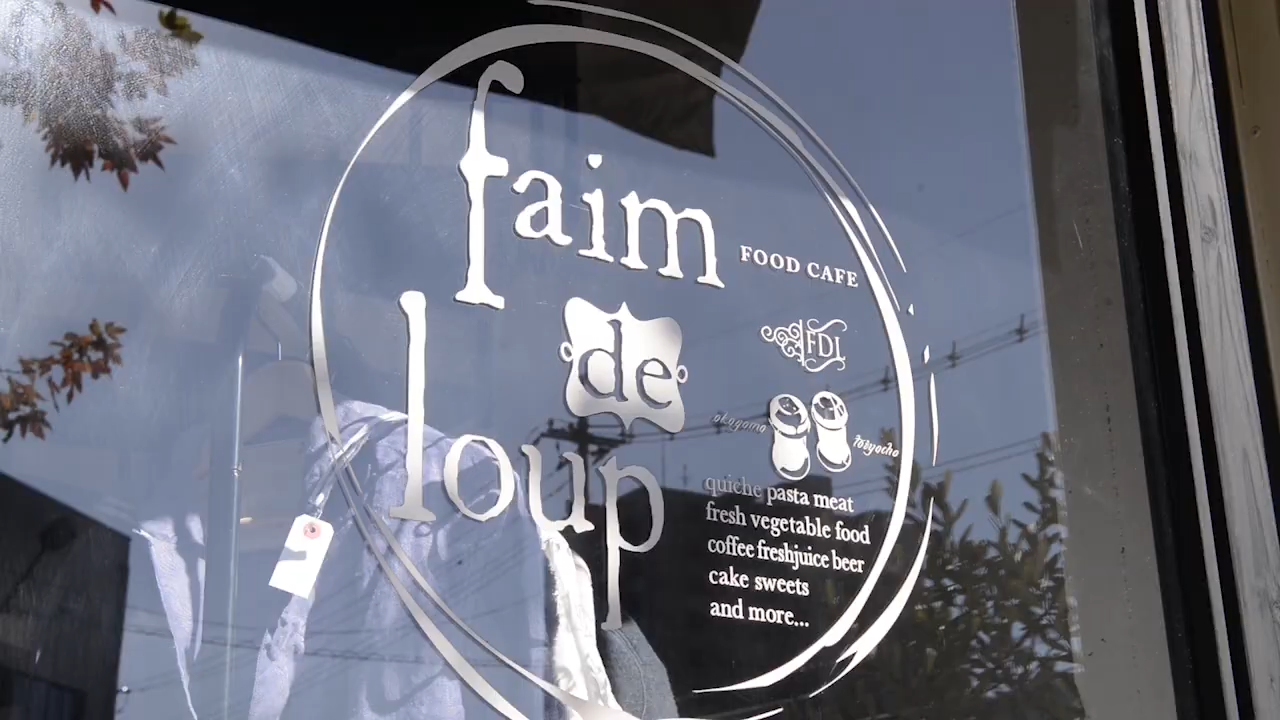 faim
FOOD CAFE
de
FDL
loup
okayama
quiche pasta meat
fresh vegetable food
coffee freshjuice beer
cake sweets
and more...